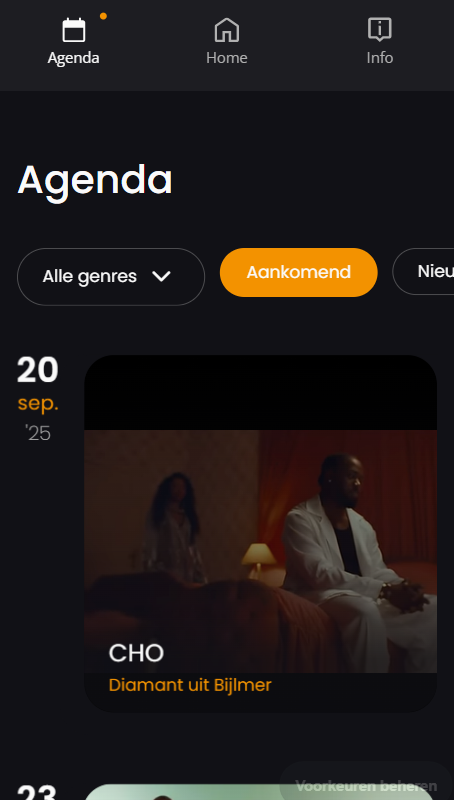 Agenda
Home
Info
Agenda
Alle genres
Aankomend
Nieu
20
sep.
'25
CHO
Diamant uit Bijlmer
23
Voorkeuren beheren